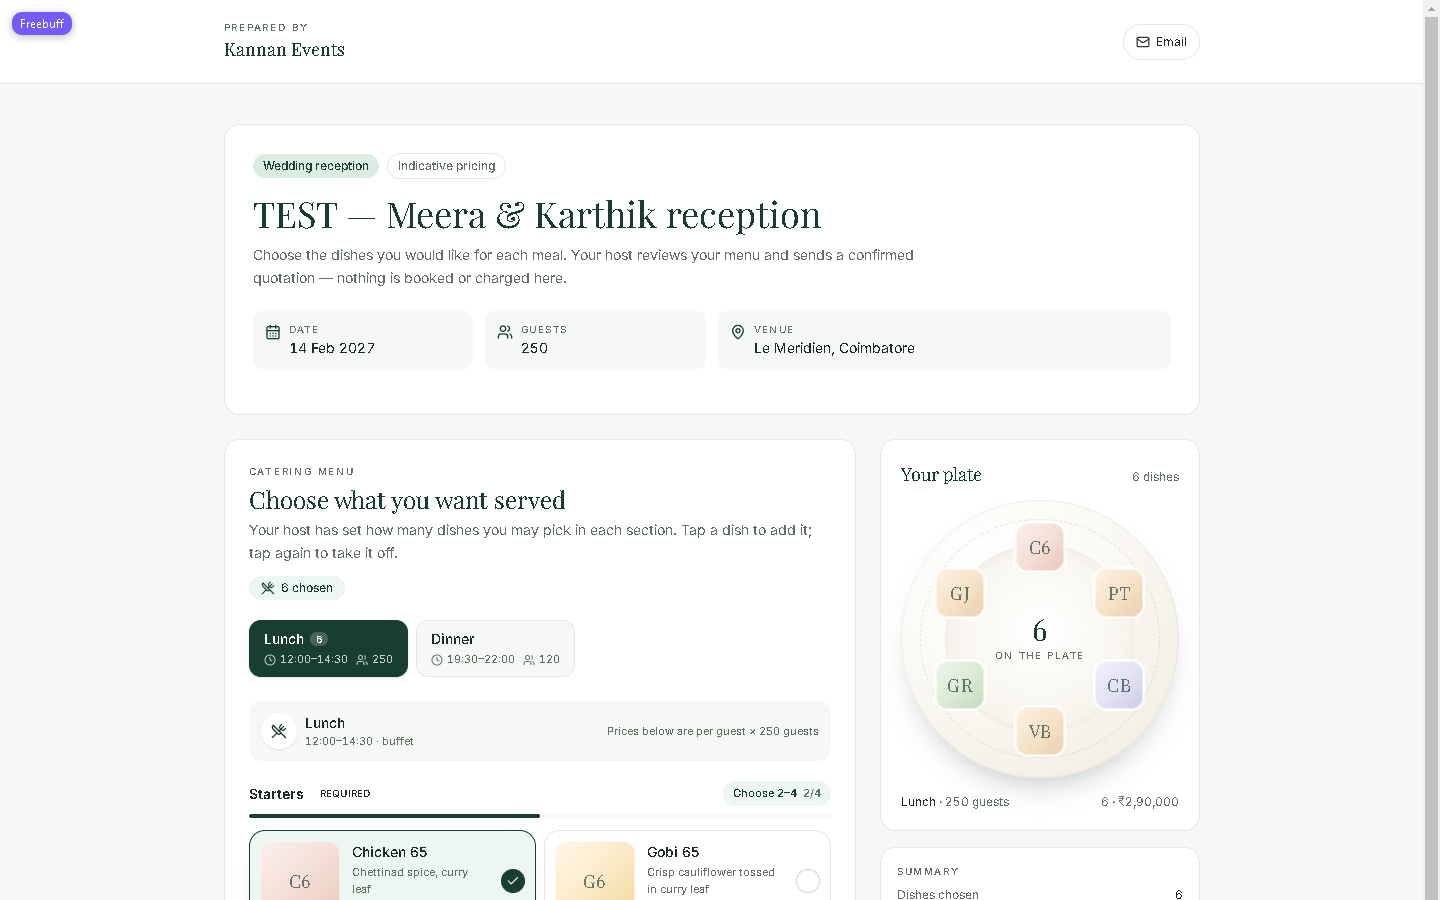 Freebuff
PREPARED BY
Kannan Events
Email
Wedding reception
Indicative pricing
TEST — Meera & Karthik reception
Choose the dishes you would like for each meal. Your host reviews your menu and sends a confirmed
quotation — nothing is booked or charged here.
DATE
14 Feb 2027
GUESTS
250
VENUE
Le Meridien, Coimbatore
CATERING MENU
Choose what you want served
Your host has set how many dishes you may pick in each section. Tap a dish to add it;
tap again to take it off.
6 chosen
Lunch 6
12:00–14:30 250
Dinner
19:30–22:00 120
Lunch
12:00–14:30 · buffet
Prices below are per guest × 250 guests
Starters REQUIRED
Choose 2–4 2/4
C6
Chicken 65
Chettinad spice, curry
leaf
G6
Gobi 65
Crisp cauliflower tossed
in curry leaf
Your plate
6 dishes
C6
GJ
PT
6
ON THE PLATE
GR
CB
VB
Lunch · 250 guests
6 · ₹2,90,000
SUMMARY
Dishes chosen
6